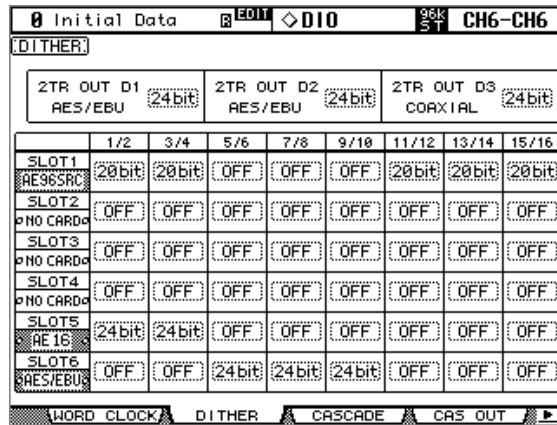 0 Initial Data R EDIT ◇DIO 96k ST CH6-CH6
DITHER
2TR OUT D1 24bit 2TR OUT D2 24bit 2TR OUT D3 24bit
AES/EBU AES/EBU COAXIAL
1/2 3/4 5/6 7/8 9/10 11/12 13/14 15/16
SLOT1 20bit 20bit OFF OFF OFF 20bit 20bit 20bit
AE96SRC
SLOT2 OFF OFF OFF OFF OFF OFF OFF OFF
NO CARD
SLOT3 OFF OFF OFF OFF OFF OFF OFF OFF
NO CARD
SLOT4 OFF OFF OFF OFF OFF OFF OFF OFF
NO CARD
SLOT5 24bit 24bit OFF OFF OFF OFF OFF OFF
AE16
SLOT6 OFF OFF 24bit 24bit 24bit OFF OFF OFF
AES/EBU
WORD CLOCK DITHER CASCADE CAS OUT